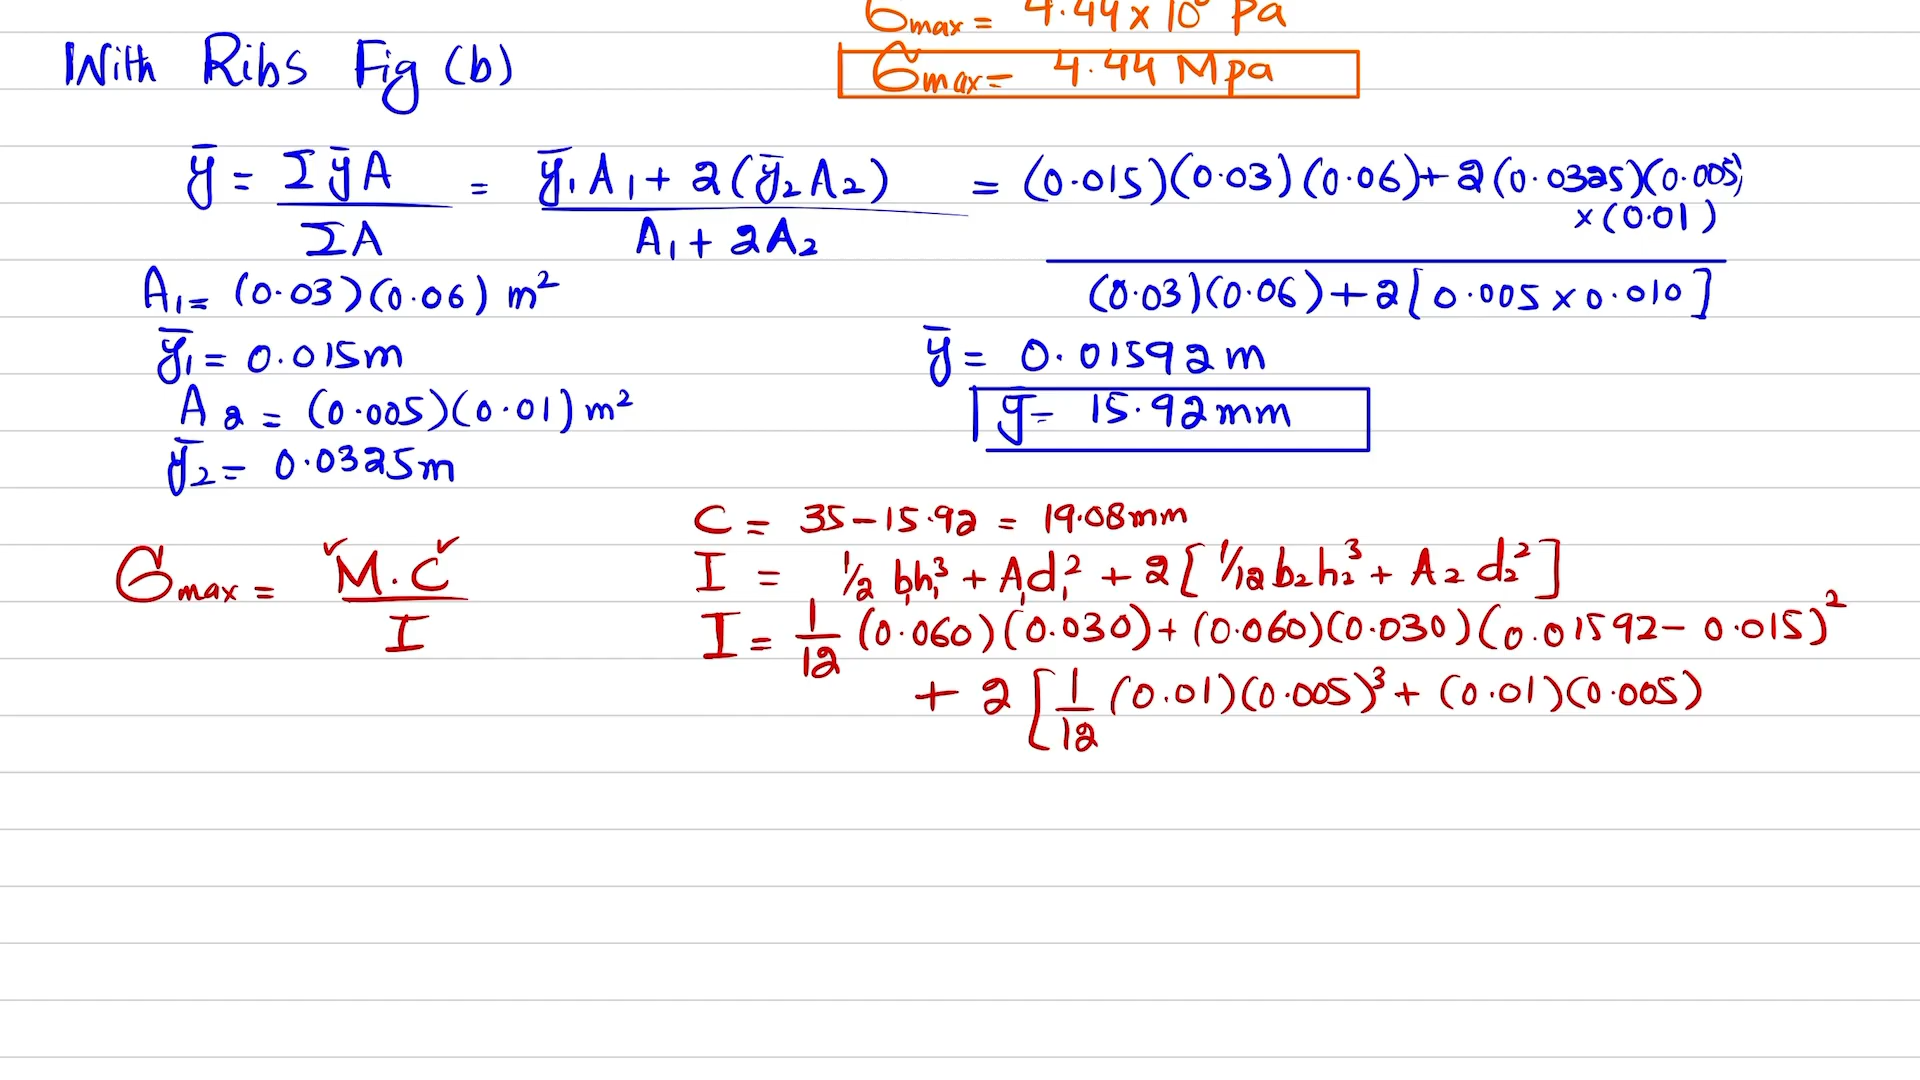 σmax = 4.44 x 10⁶ Pa
With Ribs Fig (b)
σmax = 4.44 Mpa
ȳ = ΣȳA / ΣA = ȳ₁A₁ + 2(ȳ₂A₂) / A₁ + 2A₂ = (0.015)(0.03)(0.06) + 2(0.0325)(0.005)
x (0.01)
(0.03)(0.06) + 2[0.005 x 0.010]
A₁ = (0.03)(0.06) m²
ȳ₁ = 0.015m
ȳ = 0.01592m
A₂ = (0.005)(0.01) m²
ȳ = 15.92mm
ȳ₂ = 0.0325m
C = 35 - 15.92 = 19.08mm
σmax = M.C / I
I = 1/2 b₁h₁³ + A₁d₁² + 2[1/12 b₂h₂³ + A₂d₂²]
I = 1/12 (0.060)(0.030) + (0.060)(0.030)(0.01592 - 0.015)²
+ 2[1/12 (0.01)(0.005)³ + (0.01)(0.005)